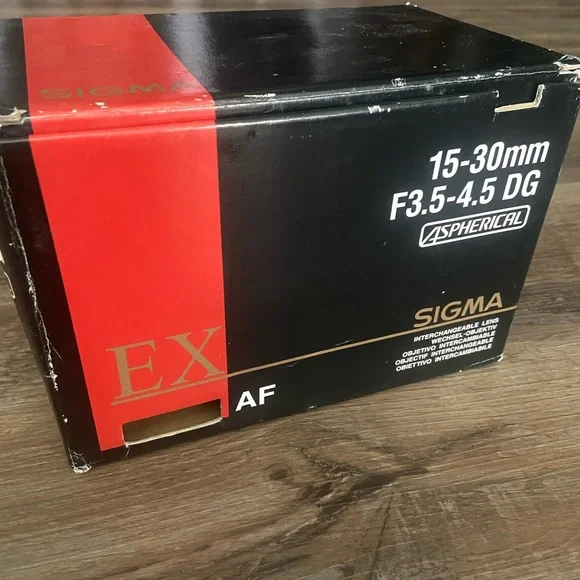 SIGMA
15-30mm
F3.5-4.5 DG
ASPHERICAL
SIGMA
INTERCHANGEABLE LENS
WECHSEL-OBJEKTIV
OBJETIVO INTERCAMBIABLE
OBJECTIF INTERCHANGEABLE
OBIETTIVO INTERCAMBIABILE
EX
AF